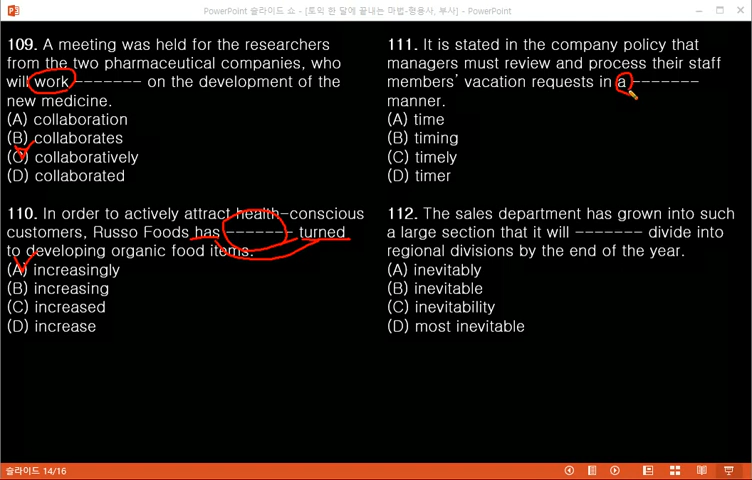 PowerPoint 슬라이드 쇼 - [토익 한 달에 끝내는 마법-형용사, 부사] - PowerPoint
109. A meeting was held for the researchers
from the two pharmaceutical companies, who
will work ------- on the development of the
new medicine.
(A) collaboration
(B) collaborates
(C) collaboratively
(D) collaborated
110. In order to actively attract health-conscious
customers, Russo Foods has ------- turned
to developing organic food items.
(A) increasingly
(B) increasing
(C) increased
(D) increase
111. It is stated in the company policy that
managers must review and process their staff
members' vacation requests in a -------
manner.
(A) time
(B) timing
(C) timely
(D) timer
112. The sales department has grown into such
a large section that it will ------- divide into
regional divisions by the end of the year.
(A) inevitably
(B) inevitable
(C) inevitability
(D) most inevitable
슬라이드 14/16